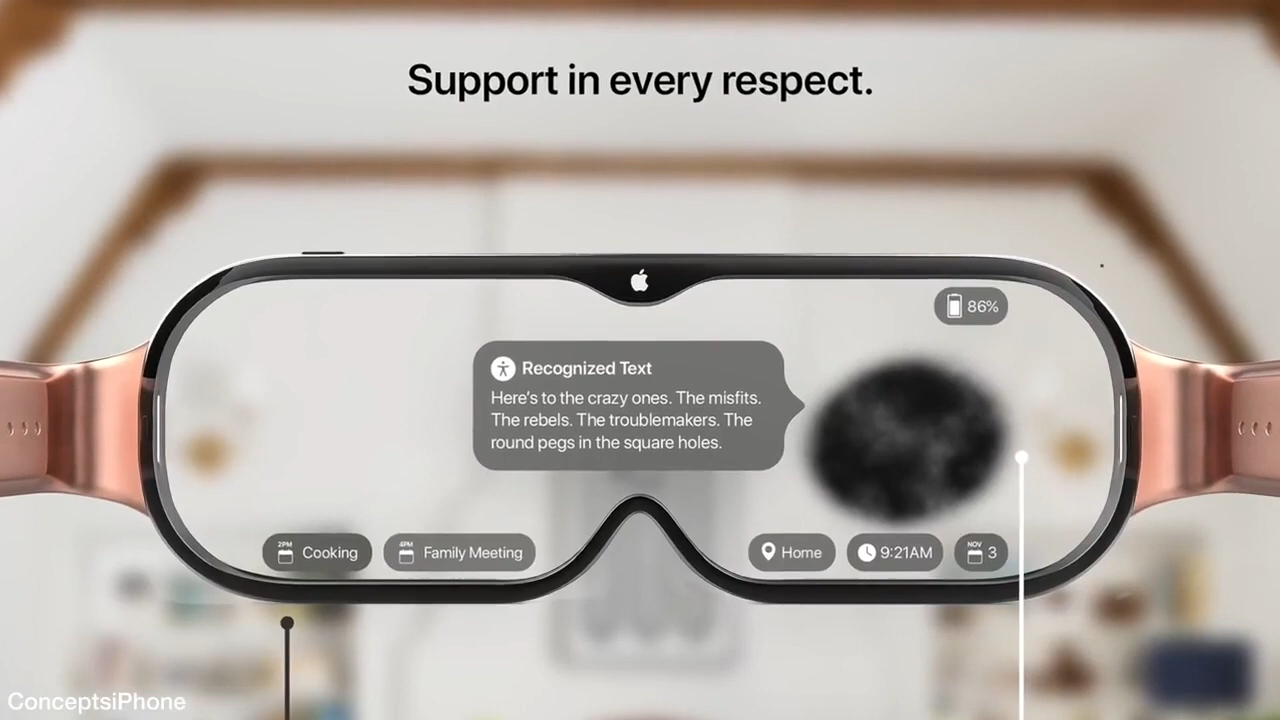 Support in every respect.
86%
Recognized Text
Here's to the crazy ones. The misfits.
The rebels. The troublemakers. The
round pegs in the square holes.
2PM Cooking
4PM Family Meeting
Home
9:21AM
NOV 3
ConceptsiPhone